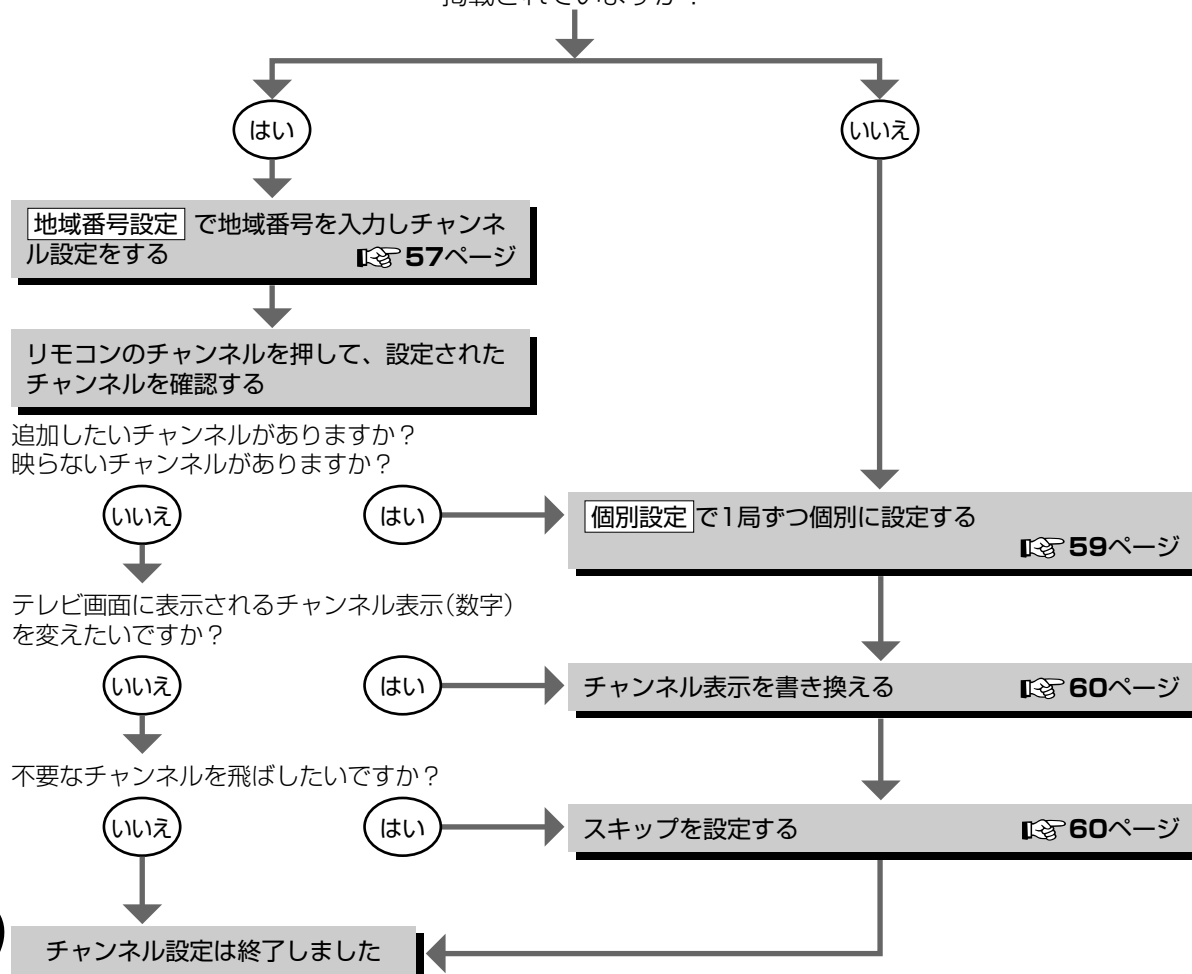 掲載されていますか？
はい
いいえ
地域番号設定 で地域番号を入力しチャンネ
ル設定をする ☞57ページ
リモコンのチャンネルを押して、設定された
チャンネルを確認する
追加したいチャンネルがありますか？
映らないチャンネルがありますか？
いいえ
はい
個別設定 で1局ずつ個別に設定する
☞59ページ
テレビ画面に表示されるチャンネル表示(数字)
を変えたいですか？
いいえ
はい
チャンネル表示を書き換える ☞60ページ
不要なチャンネルを飛ばしたいですか？
いいえ
はい
スキップを設定する ☞60ページ
チャンネル設定は終了しました